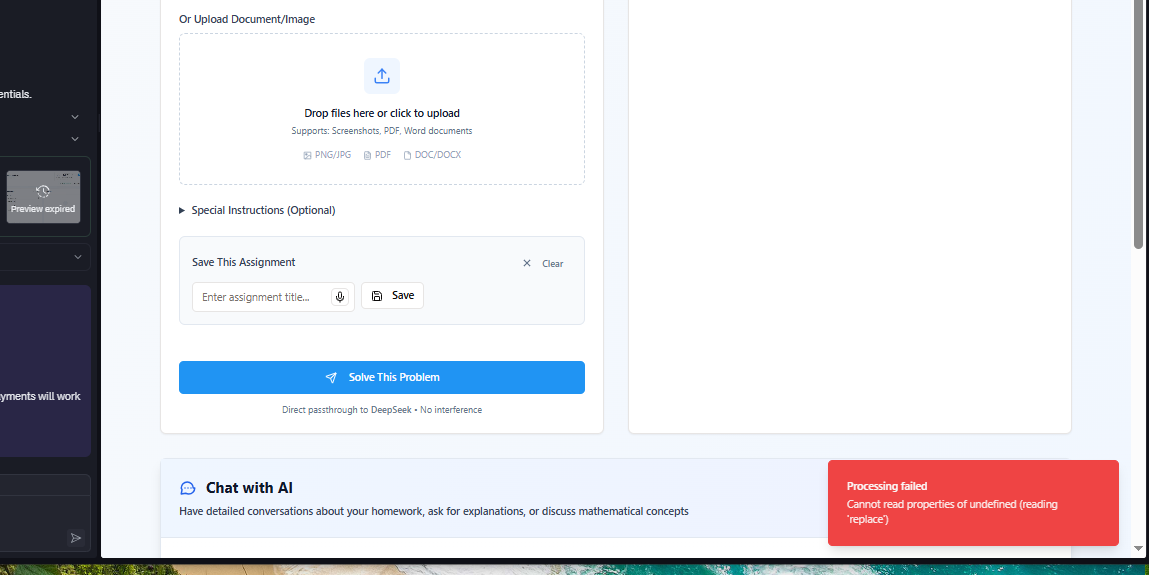 entials.
Preview expired
yments will work
Or Upload Document/Image
Drop files here or click to upload
Supports: Screenshots, PDF, Word documents
PNG/JPG PDF DOC/DOCX
Special Instructions (Optional)
Save This Assignment
Clear
Enter assignment title...
Save
Solve This Problem
Direct passthrough to DeepSeek • No interference
Chat with AI
Have detailed conversations about your homework, ask for explanations, or discuss mathematical concepts
Processing failed
Cannot read properties of undefined (reading
'replace')